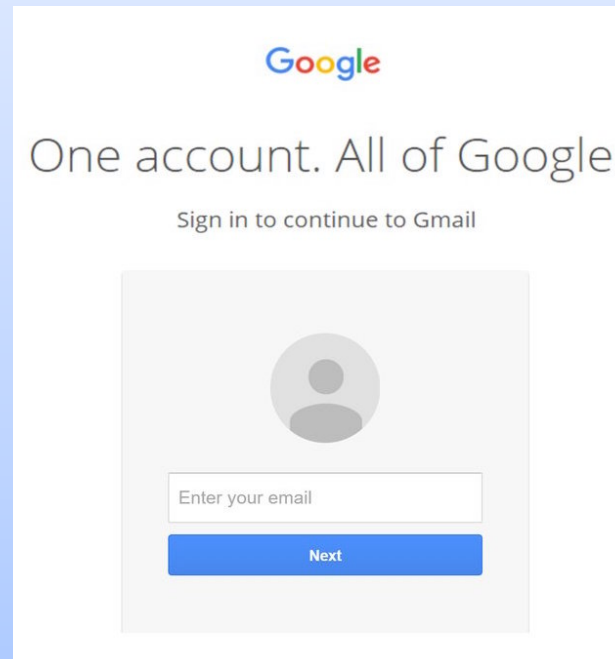 Google
One account. All of Google
Sign in to continue to Gmail
Enter your email
Next